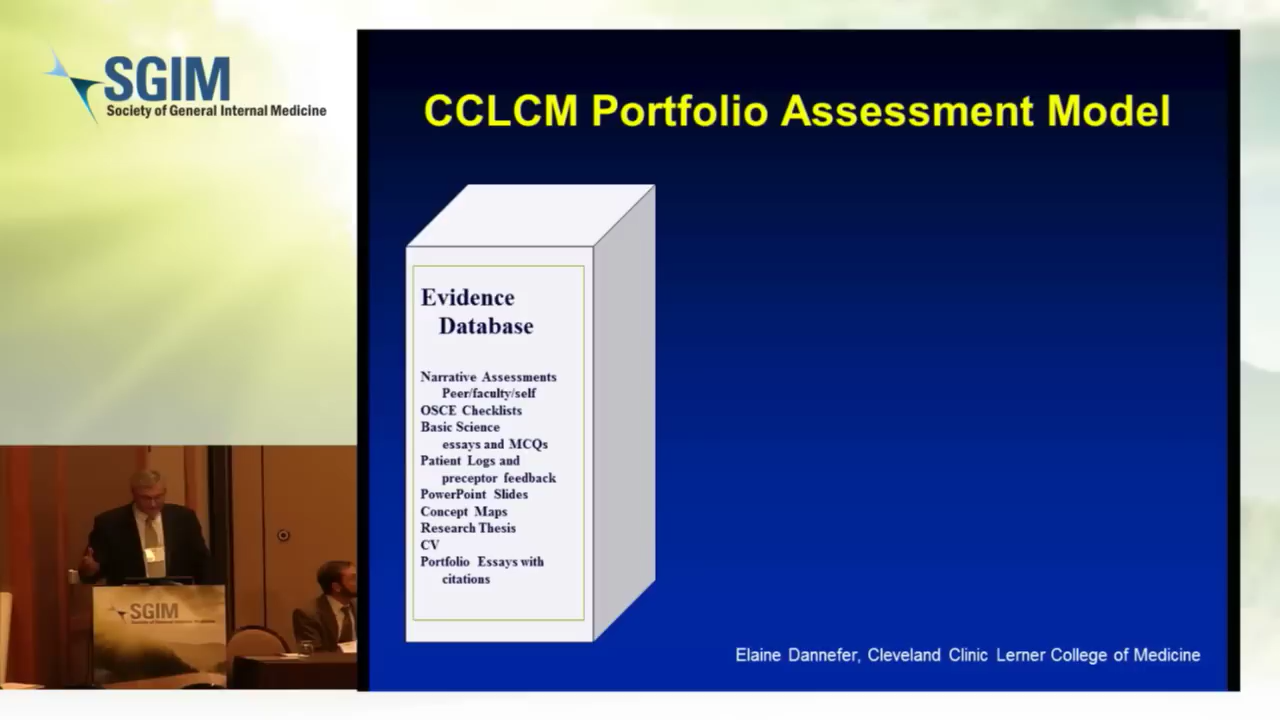 SGIM
Society of General Internal Medicine
CCLCM Portfolio Assessment Model
Evidence
Database
Narrative Assessments
Peer/faculty/self
OSCE Checklists
Basic Science
essays and MCQs
Patient Logs and
preceptor feedback
PowerPoint Slides
Concept Maps
Research Thesis
CV
Portfolio Essays with
citations
Elaine Dannefer, Cleveland Clinic Lerner College of Medicine
SGIM